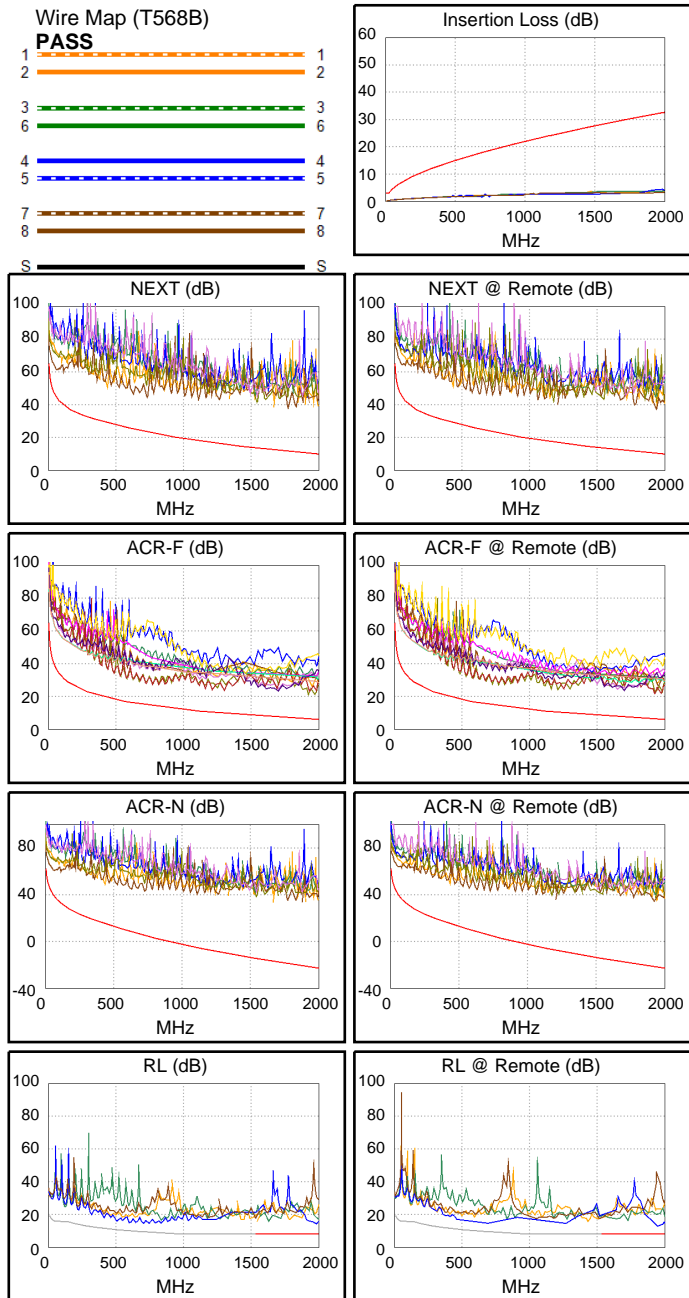 Wire Map (T568B)
PASS
1 1
2 2
3 3
6 6
4 4
5 5
7 7
8 8
S S
Insertion Loss (dB)
60
50
40
30
20
10
0
0 500 1000 1500 2000
MHz
NEXT (dB)
100
80
60
40
20
0
0 500 1000 1500 2000
MHz
NEXT @ Remote (dB)
100
80
60
40
20
0
0 500 1000 1500 2000
MHz
ACR-F (dB)
100
80
60
40
20
0
0 500 1000 1500 2000
MHz
ACR-F @ Remote (dB)
100
80
60
40
20
0
0 500 1000 1500 2000
MHz
ACR-N (dB)
80
40
0
-40
0 500 1000 1500 2000
MHz
ACR-N @ Remote (dB)
80
40
0
-40
0 500 1000 1500 2000
MHz
RL (dB)
100
80
60
40
20
0
0 500 1000 1500 2000
MHz
RL @ Remote (dB)
100
80
60
40
20
0
0 500 1000 1500 2000
MHz